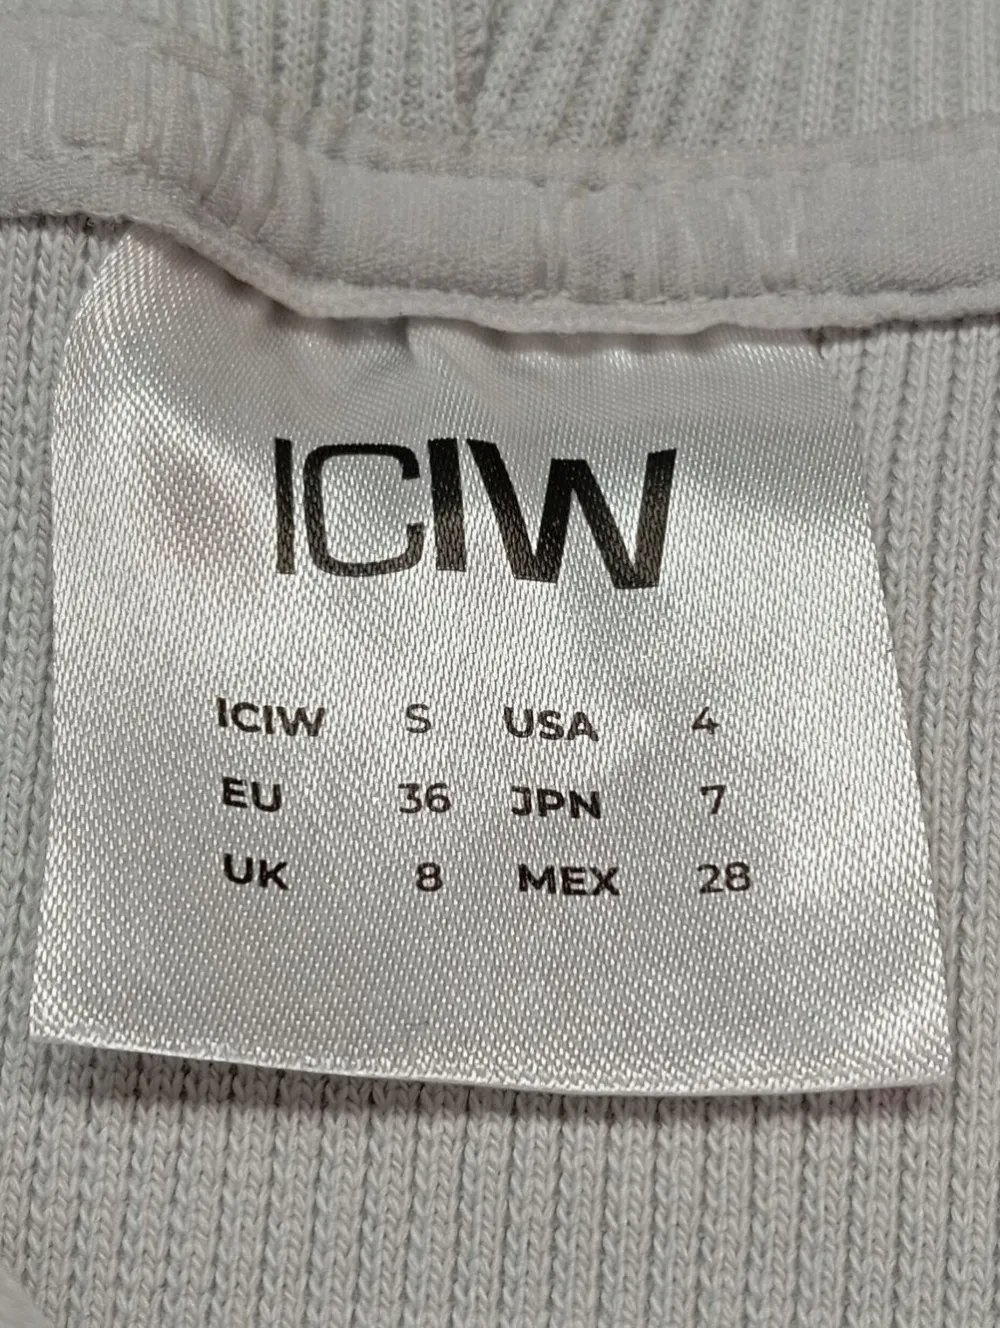 ICIW
ICIW S USA 4
EU 36 JPN 7
UK 8 MEX 28